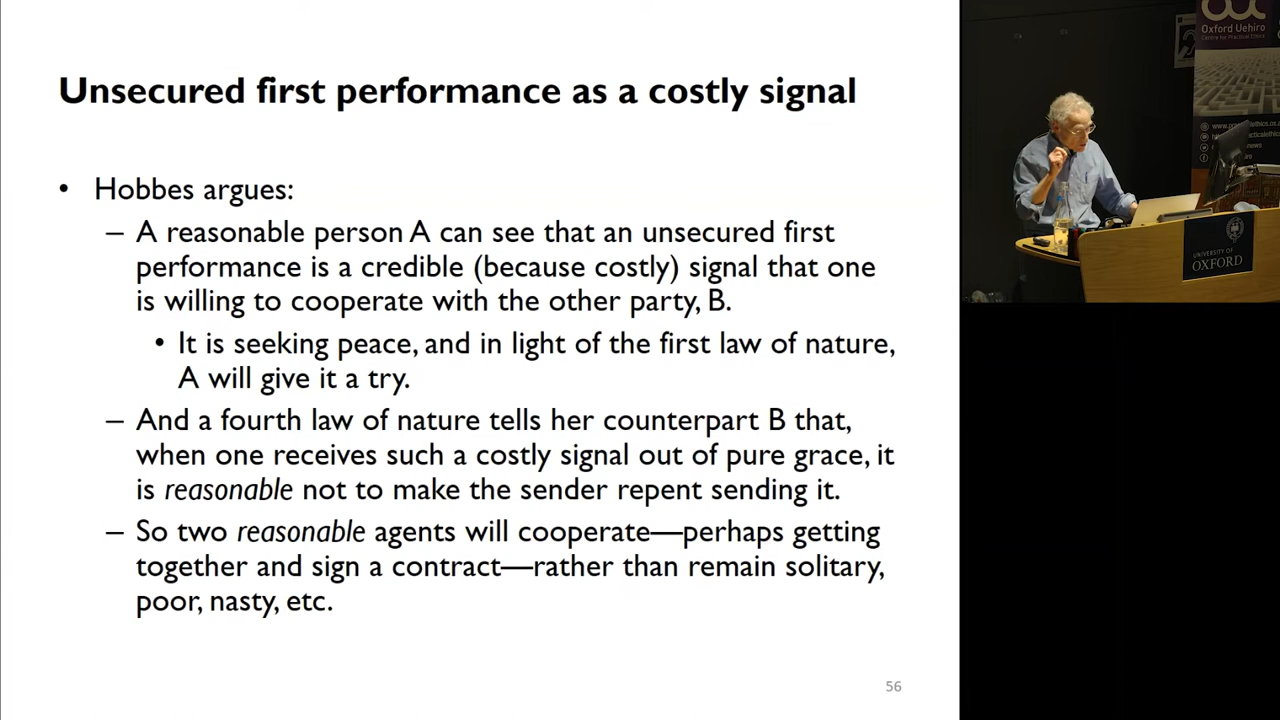 Unsecured first performance as a costly signal
• Hobbes argues:
– A reasonable person A can see that an unsecured first
performance is a credible (because costly) signal that one
is willing to cooperate with the other party, B.
• It is seeking peace, and in light of the first law of nature,
A will give it a try.
– And a fourth law of nature tells her counterpart B that,
when one receives such a costly signal out of pure grace, it
is reasonable not to make the sender repent sending it.
– So two reasonable agents will cooperate—perhaps getting
together and sign a contract—rather than remain solitary,
poor, nasty, etc.
56
Oxford Uehiro
Centre for Practical Ethics
UNIVERSITY OF
OXFORD